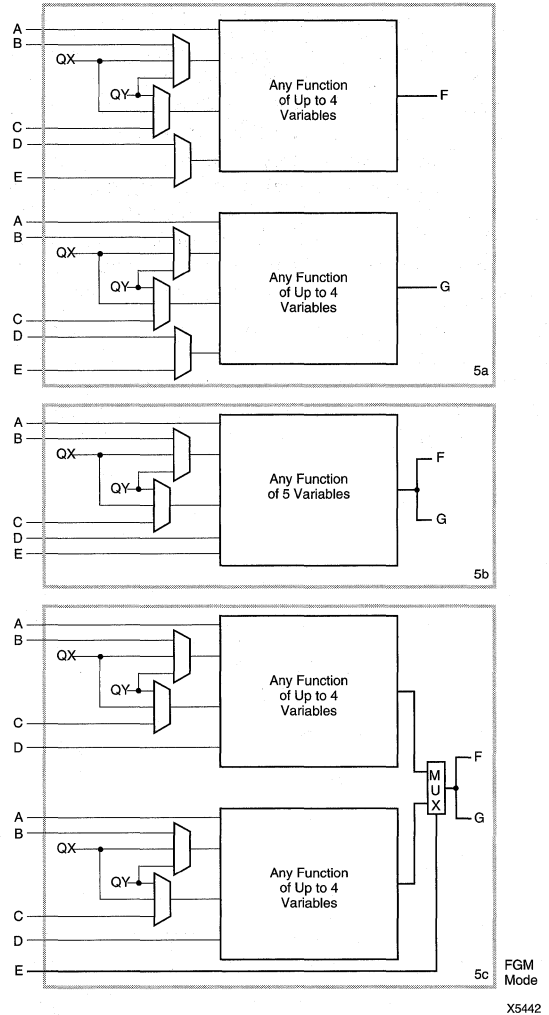 A
B
QX
QY
C
D
E
Any Function
of Up to 4
Variables
F
A
B
QX
QY
C
D
E
Any Function
of Up to 4
Variables
G
5a
A
B
QX
QY
C
D
E
Any Function
of 5 Variables
F
G
5b
A
B
QX
QY
C
D
Any Function
of Up to 4
Variables
M
U
X
F
G
A
B
QX
QY
C
D
E
Any Function
of Up to 4
Variables
5c
FGM
Mode
X5442